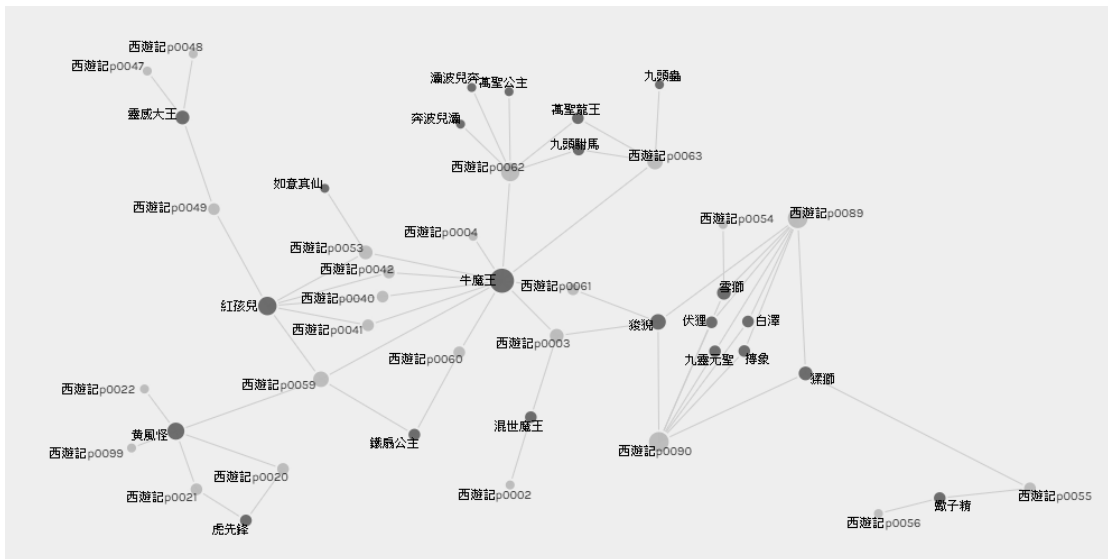 西遊記p0048
西遊記p0047
靈感大王
灞波兒奔
萬聖公主
九頭蟲
奔波兒灞
萬聖龍王
九頭駙馬
西遊記p0062
西遊記p0063
如意真仙
西遊記p0049
西遊記p0004
西遊記p0054
西遊記p0089
西遊記p0053
西遊記p0042
牛魔王
西遊記p0061
雪獅
紅孩兒
西遊記p0040
西遊記p0041
狻猊
伏狸
白澤
西遊記p0003
西遊記p0060
九靈元聖
摶象
猱獅
西遊記p0022
西遊記p0059
黄風怪
混世魔王
鐵扇公主
西遊記p0099
西遊記p0020
西遊記p0090
西遊記p0021
西遊記p0002
西遊記p0055
蠍子精
西遊記p0056
虎先鋒